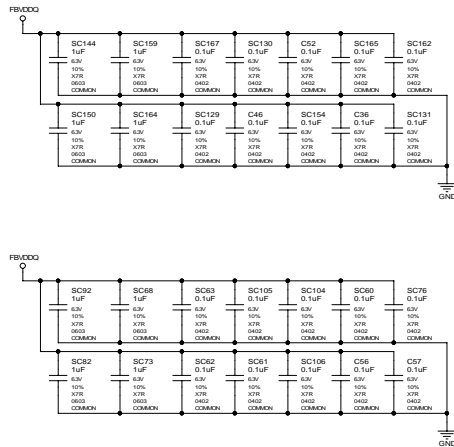 FBVDDQ
SC144
1uF
63V
10%
X7R
0603
COMMON
SC159
1uF
63V
10%
X7R
0603
COMMON
SC167
0.1uF
63V
10%
X7R
0402
COMMON
SC130
0.1uF
63V
10%
X7R
0402
COMMON
C52
0.1uF
63V
10%
X7R
0402
COMMON
SC165
0.1uF
63V
10%
X7R
0402
COMMON
SC162
0.1uF
63V
10%
X7R
0402
COMMON
SC150
1uF
63V
10%
X7R
0603
COMMON
SC164
1uF
63V
10%
X7R
0603
COMMON
SC129
0.1uF
63V
10%
X7R
0402
COMMON
C46
0.1uF
63V
10%
X7R
0402
COMMON
SC154
0.1uF
63V
10%
X7R
0402
COMMON
C36
0.1uF
63V
10%
X7R
0402
COMMON
SC131
0.1uF
63V
10%
X7R
0402
COMMON
GND
FBVDDQ
SC92
1uF
63V
10%
X7R
0603
COMMON
SC68
1uF
63V
10%
X7R
0603
COMMON
SC63
0.1uF
63V
10%
X7R
0402
COMMON
SC105
0.1uF
63V
10%
X7R
0402
COMMON
SC104
0.1uF
63V
10%
X7R
0402
COMMON
SC60
0.1uF
63V
10%
X7R
0402
COMMON
SC76
0.1uF
63V
10%
X7R
0402
COMMON
SC82
1uF
63V
10%
X7R
0603
COMMON
SC73
1uF
63V
10%
X7R
0603
COMMON
SC62
0.1uF
63V
10%
X7R
0402
COMMON
SC61
0.1uF
63V
10%
X7R
0402
COMMON
SC106
0.1uF
63V
10%
X7R
0402
COMMON
C56
0.1uF
63V
10%
X7R
0402
COMMON
C57
0.1uF
63V
10%
X7R
0402
COMMON
GND